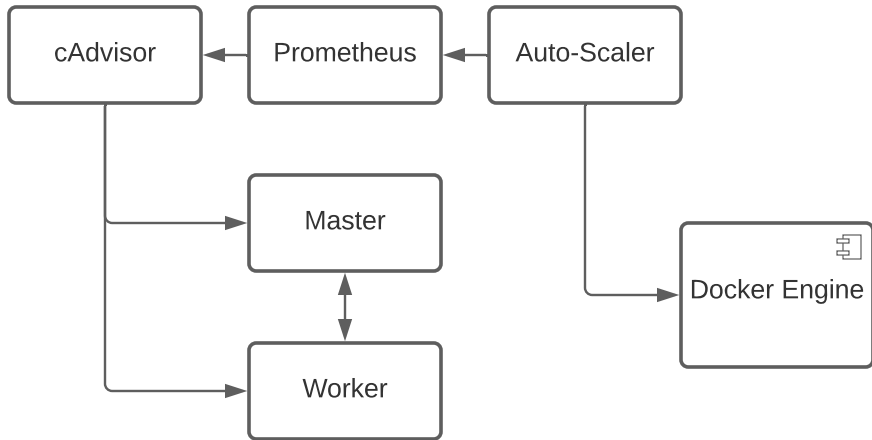 cAdvisor
Prometheus
Auto-Scaler
Master
Docker Engine
Worker